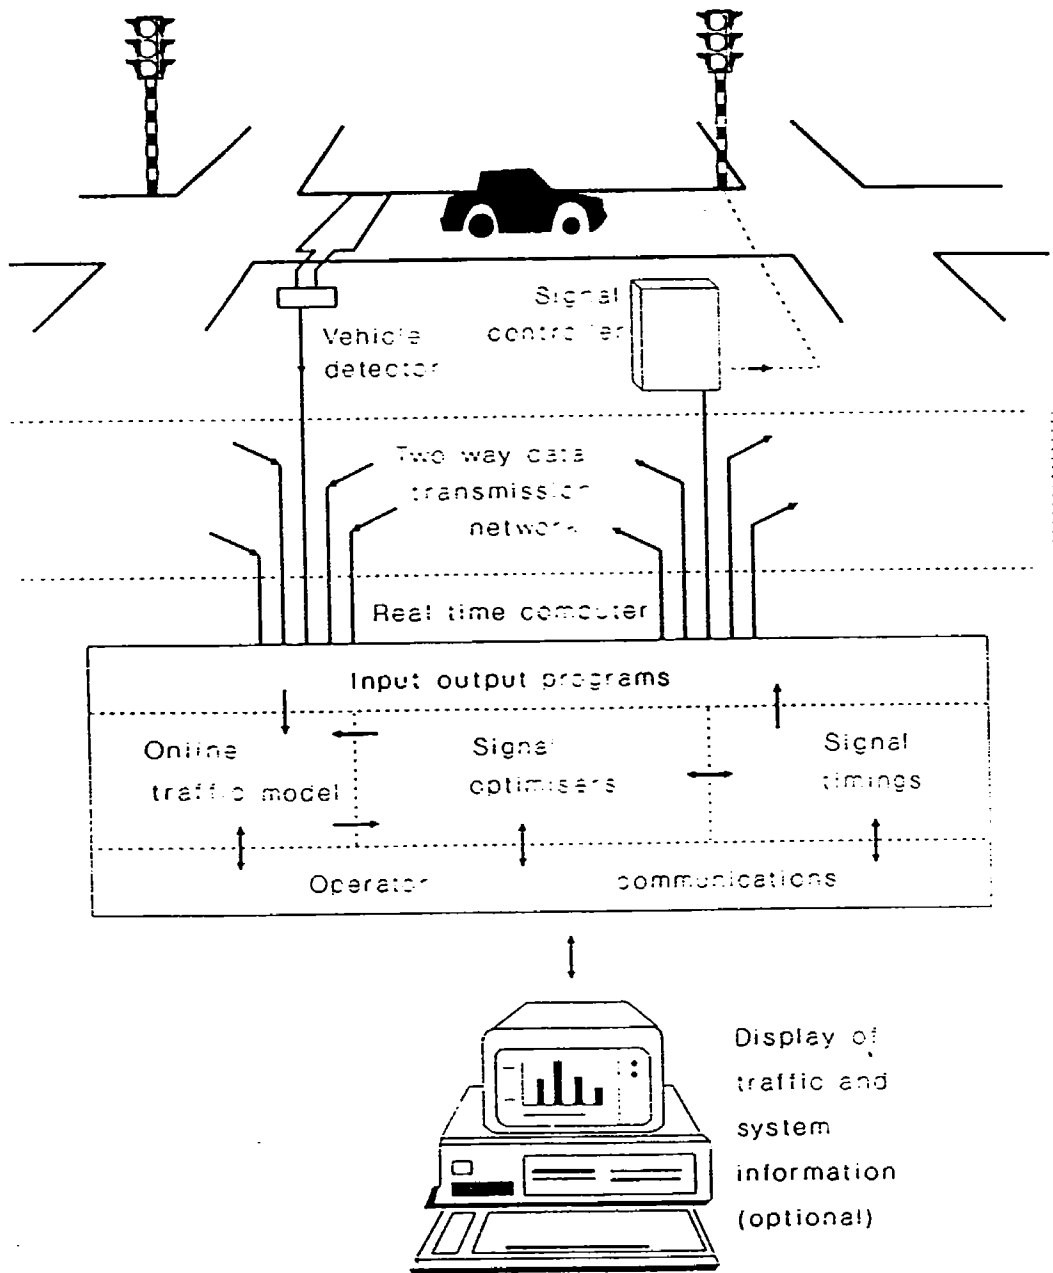 Signal
controller
Vehicle
detector
Two way data
transmission
network
Real time computer
Input output programs
Online
traffic model
Signal
optimisers
Signal
timings
Operator communications
Display of
traffic and
system
information
(optional)